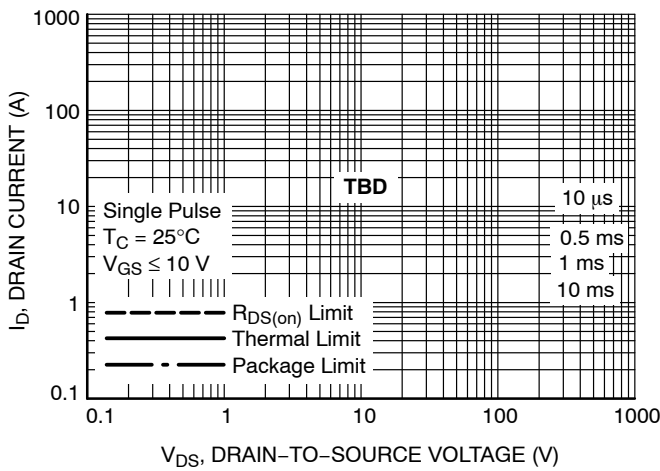 1000
100
10
1
0.1
I_D, DRAIN CURRENT (A)
TBD
Single Pulse
T_C = 25°C
V_GS ≤ 10 V
10 μs
0.5 ms
1 ms
10 ms
R_DS(on) Limit
Thermal Limit
Package Limit
0.1 1 10 100 1000
V_DS, DRAIN−TO−SOURCE VOLTAGE (V)